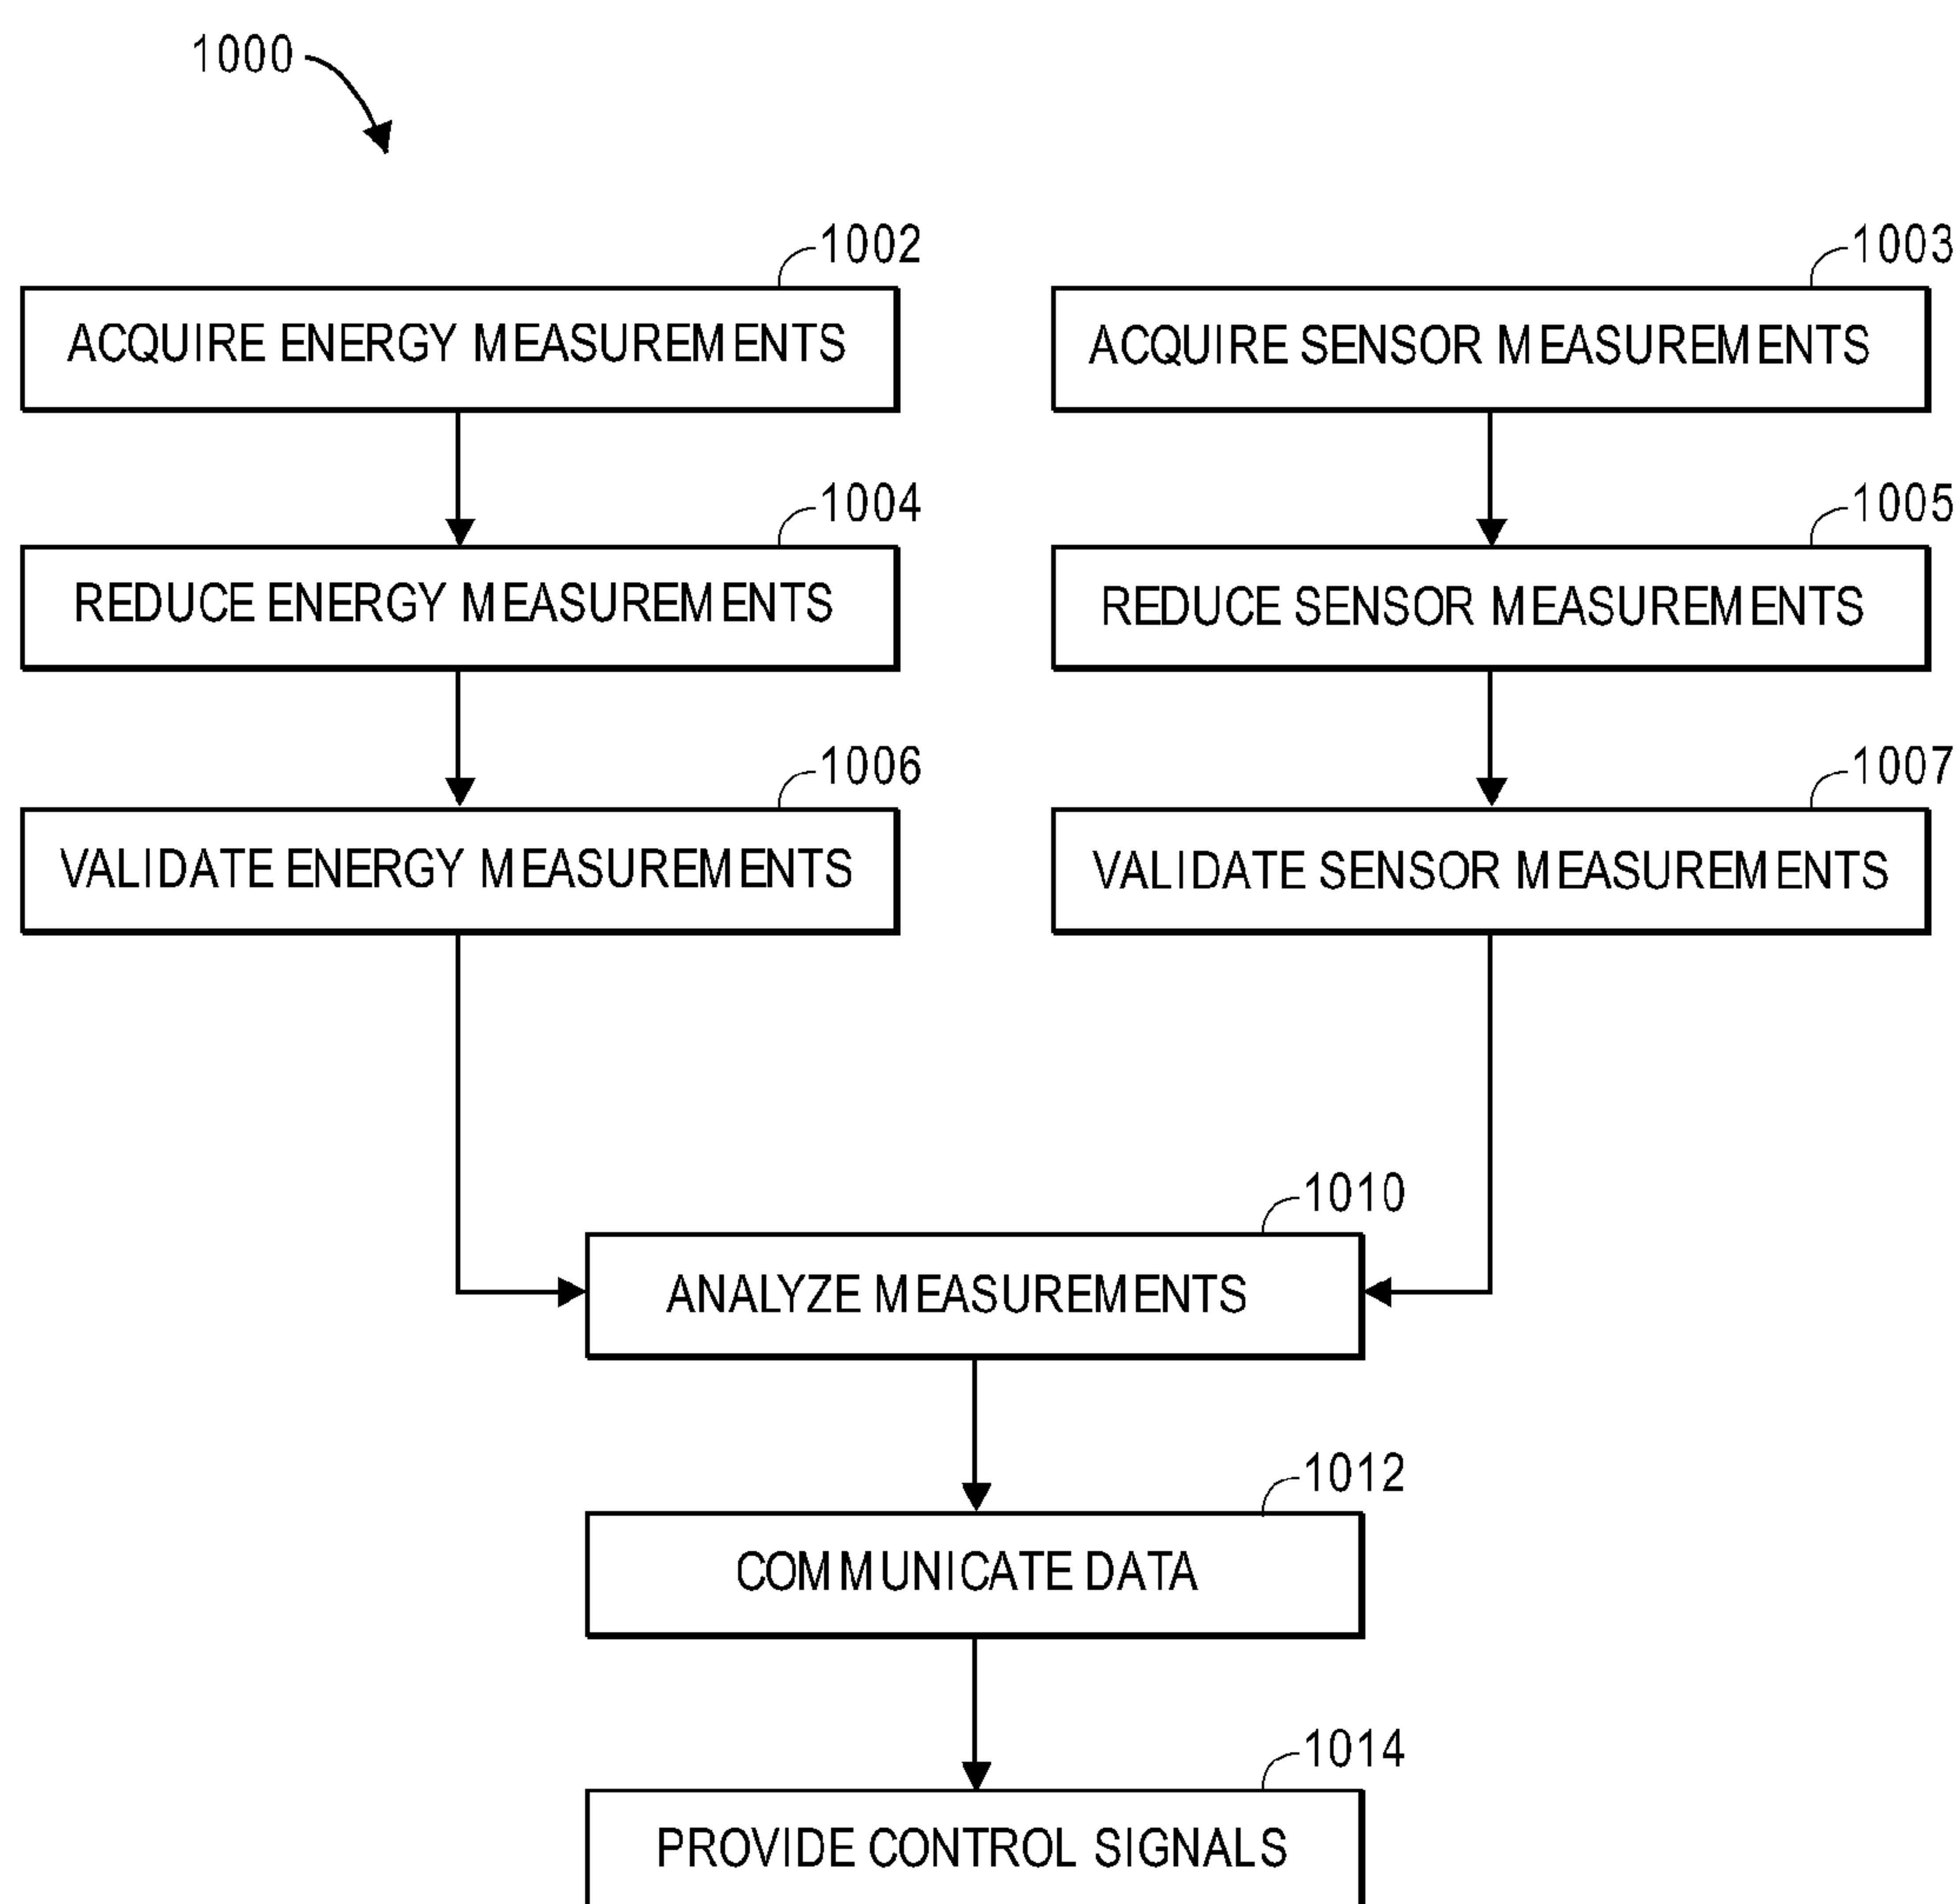 1000
1002
1003
ACQUIRE ENERGY MEASUREMENTS
ACQUIRE SENSOR MEASUREMENTS
1004
1005
REDUCE ENERGY MEASUREMENTS
REDUCE SENSOR MEASUREMENTS
1006
1007
VALIDATE ENERGY MEASUREMENTS
VALIDATE SENSOR MEASUREMENTS
1010
ANALYZE MEASUREMENTS
1012
COMMUNICATE DATA
1014
PROVIDE CONTROL SIGNALS